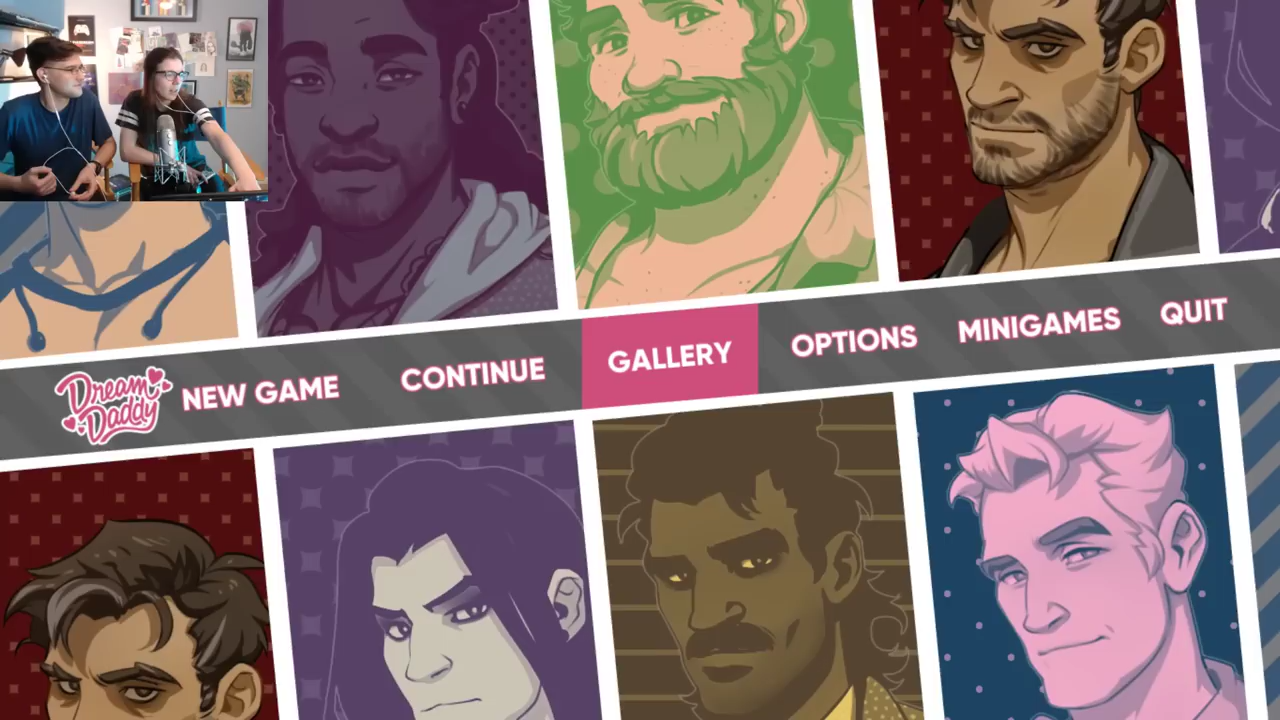 Dream
Daddy
NEW GAME
CONTINUE
GALLERY
OPTIONS
MINIGAMES
QUIT